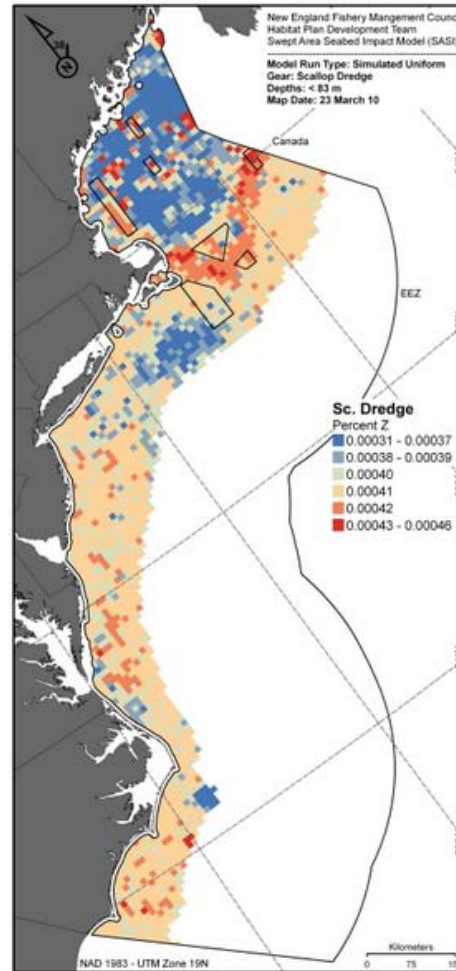 New England Fishery Mangement Counc
Habitat Plan Development Team
Swept Area Seabed Impact Model (SASI)
Model Run Type: Simulated Uniform
Gear: Scallop Dredge
Depths: < 83 m
Map Date: 23 March 10
N
Canada
EEZ
Sc. Dredge
Percent Z
0.00031 - 0.00037
0.00038 - 0.00039
0.00040
0.00041
0.00042
0.00043 - 0.00046
Kilometers
0 75 15
NAD 1983 - UTM Zone 19N